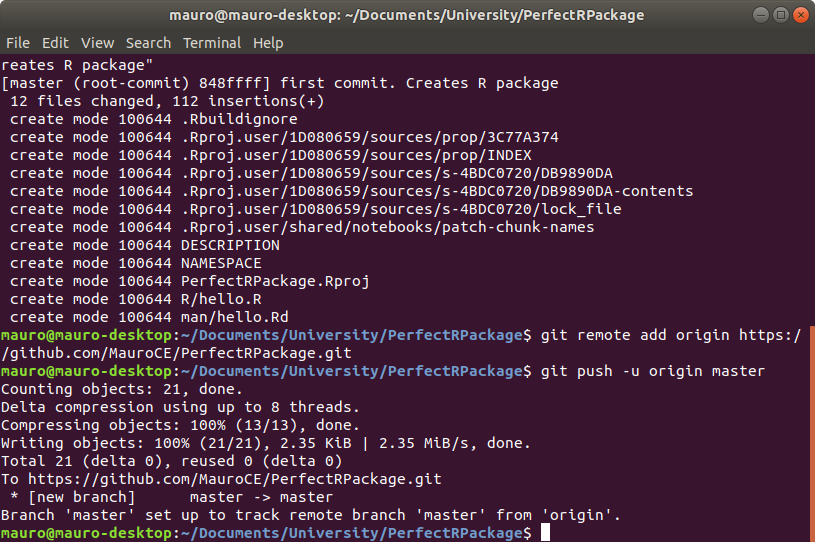 mauro@mauro-desktop: ~/Documents/University/PerfectRPackage
File Edit View Search Terminal Help
reates R package"
[master (root-commit) 848ffff] first commit. Creates R package
 12 files changed, 112 insertions(+)
 create mode 100644 .Rbuildignore
 create mode 100644 .Rproj.user/1D080659/sources/prop/3C77A374
 create mode 100644 .Rproj.user/1D080659/sources/prop/INDEX
 create mode 100644 .Rproj.user/1D080659/sources/s-4BDC0720/DB9890DA
 create mode 100644 .Rproj.user/1D080659/sources/s-4BDC0720/DB9890DA-contents
 create mode 100644 .Rproj.user/1D080659/sources/s-4BDC0720/lock_file
 create mode 100644 .Rproj.user/shared/notebooks/patch-chunk-names
 create mode 100644 DESCRIPTION
 create mode 100644 NAMESPACE
 create mode 100644 PerfectRPackage.Rproj
 create mode 100644 R/hello.R
 create mode 100644 man/hello.Rd
mauro@mauro-desktop:~/Documents/University/PerfectRPackage$ git remote add origin https:/
/github.com/MauroCE/PerfectRPackage.git
mauro@mauro-desktop:~/Documents/University/PerfectRPackage$ git push -u origin master
Counting objects: 21, done.
Delta compression using up to 8 threads.
Compressing objects: 100% (13/13), done.
Writing objects: 100% (21/21), 2.35 KiB | 2.35 MiB/s, done.
Total 21 (delta 0), reused 0 (delta 0)
To https://github.com/MauroCE/PerfectRPackage.git
 * [new branch]      master -> master
Branch 'master' set up to track remote branch 'master' from 'origin'.
mauro@mauro-desktop:~/Documents/University/PerfectRPackage$